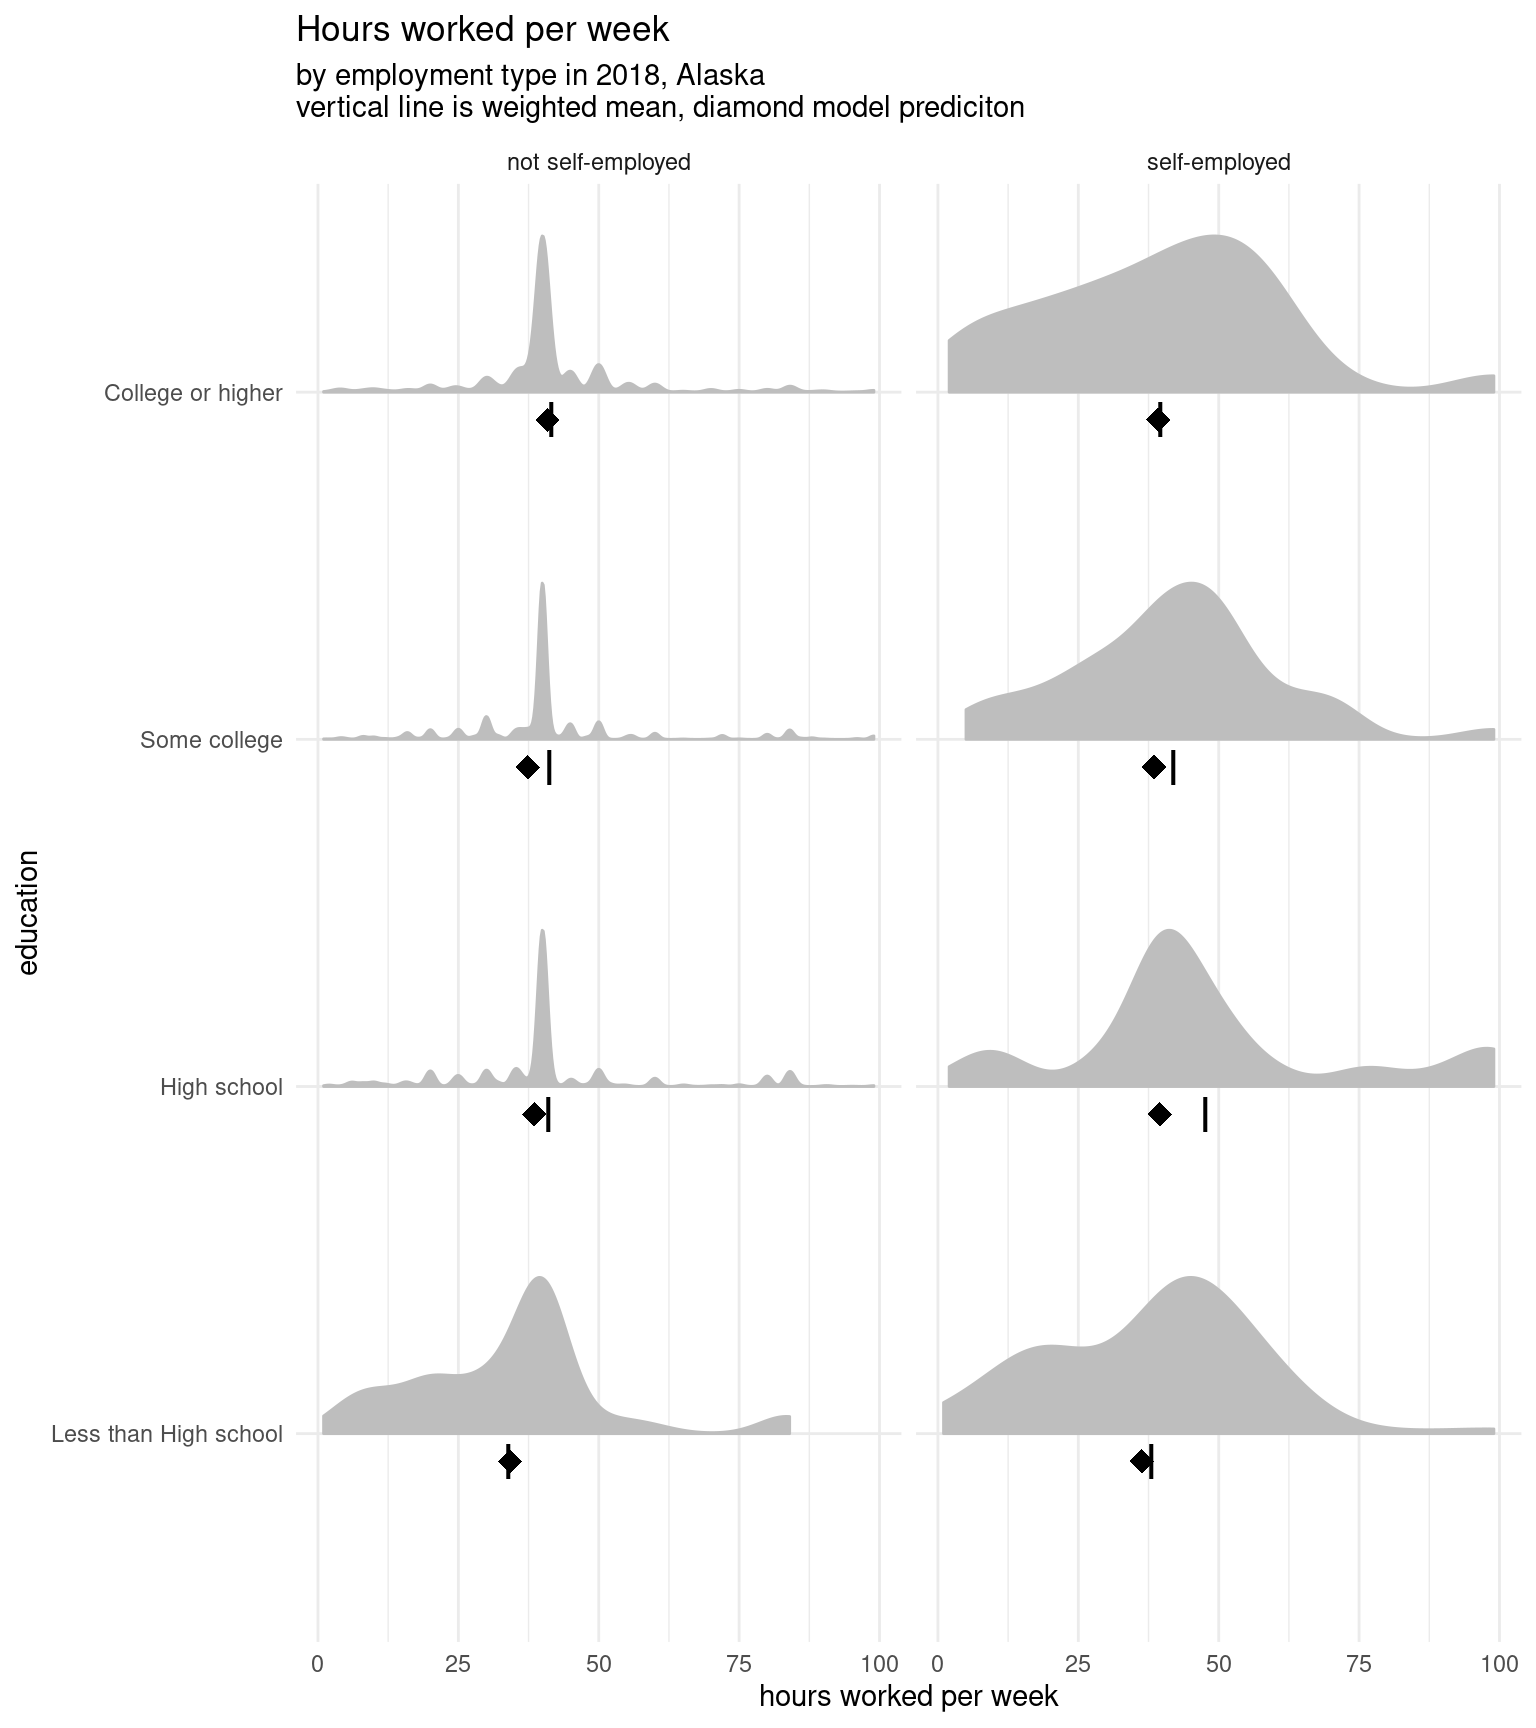 Hours worked per week
by employment type in 2018, Alaska
vertical line is weighted mean, diamond model prediciton
not self-employed
self-employed
College or higher
Some college
High school
Less than High school
education
0 25 50 75 100 0 25 50 75 100
hours worked per week